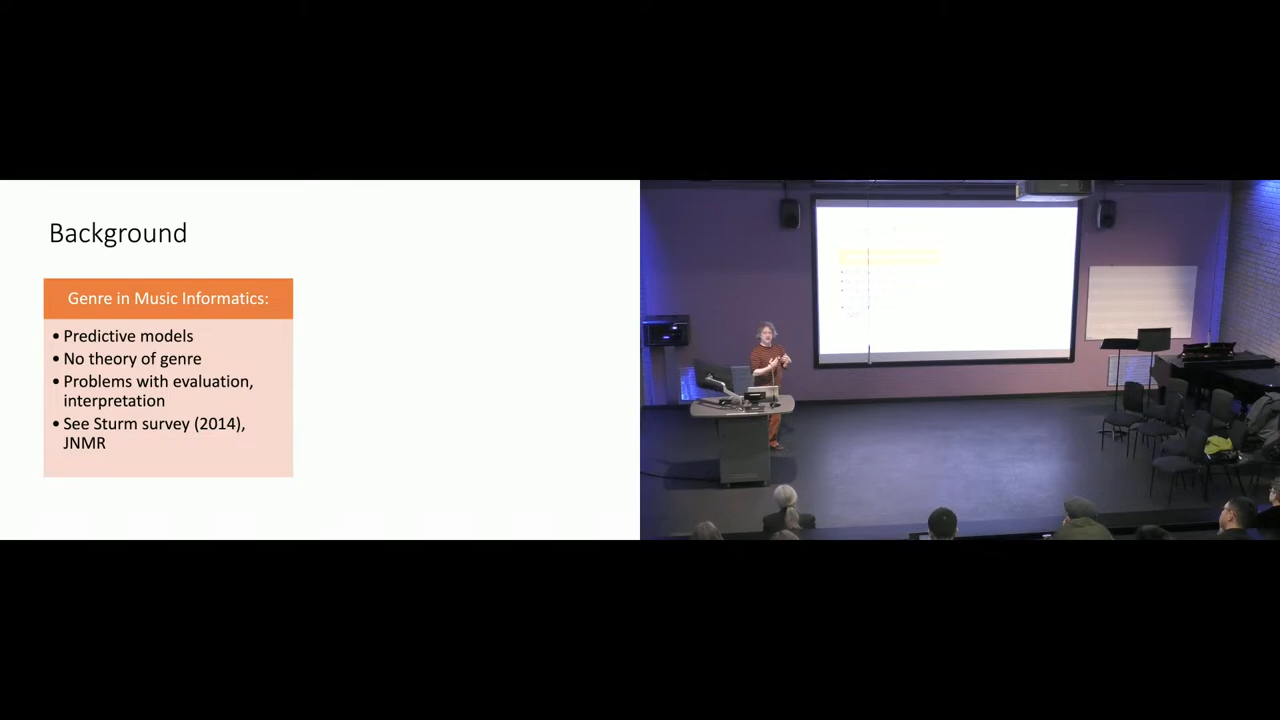 Background
Genre in Music Informatics:
• Predictive models
• No theory of genre
• Problems with evaluation,
interpretation
• See Sturm survey (2014),
JNMR